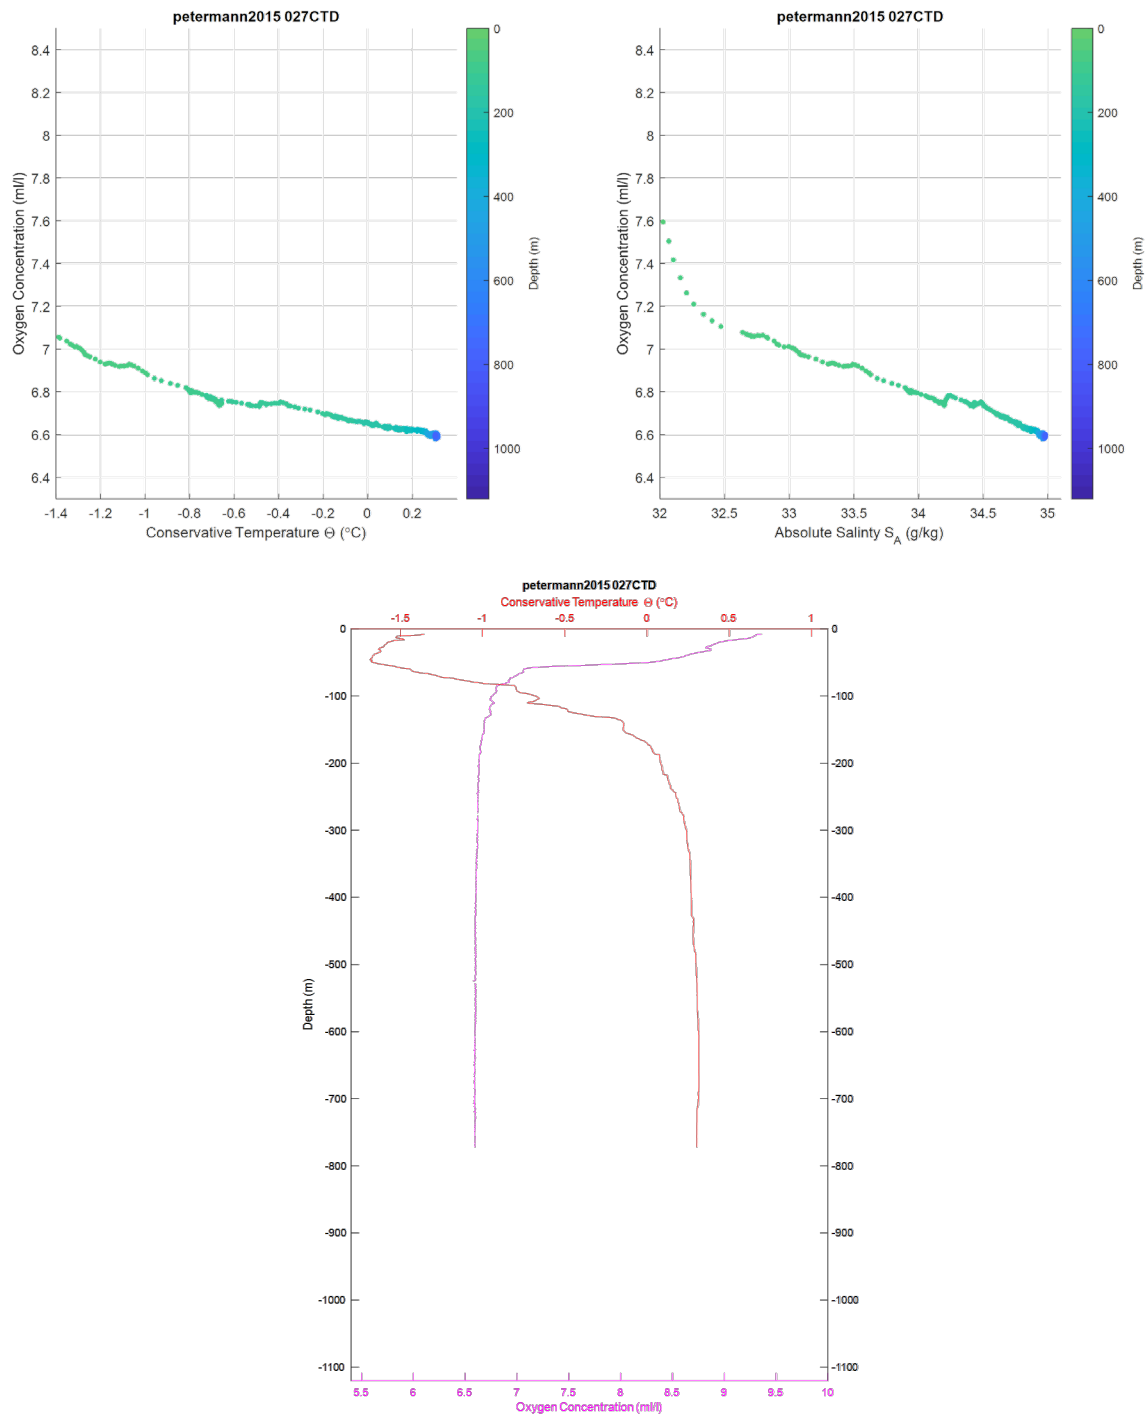 petermann2015 027CTD
8.4
8.2
8
7.8
7.6
7.4
7.2
7
6.8
6.6
6.4
Oxygen Concentration (ml/l)
-1.4 -1.2 -1 -0.8 -0.6 -0.4 -0.2 0 0.2
Conservative Temperature Θ (°C)
0
200
400
600
800
1000
Depth (m)
petermann2015 027CTD
8.4
8.2
8
7.8
7.6
7.4
7.2
7
6.8
6.6
6.4
Oxygen Concentration (ml/l)
32 32.5 33 33.5 34 34.5 35
Absolute Salinty S_A (g/kg)
0
200
400
600
800
1000
Depth (m)
petermann2015 027CTD
Conservative Temperature Θ (°C)
-1.5 -1 -0.5 0 0.5 1
0 0
-100 -100
-200 -200
-300 -300
-400 -400
-500 -500
Depth (m)
-600 -600
-700 -700
-800 -800
-900 -900
-1000 -1000
-1100 -1100
5.5 6 6.5 7 7.5 8 8.5 9 9.5 10
Oxygen Concentration (ml/l)